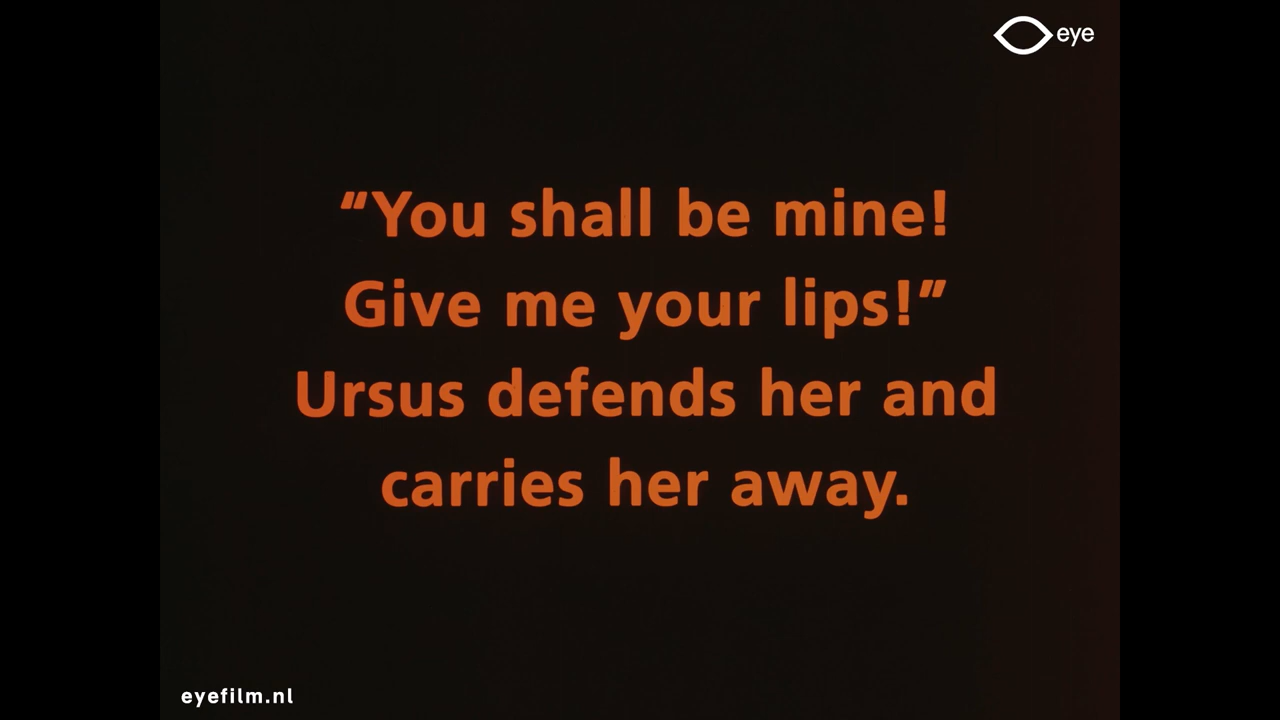 eye
“You shall be mine!
Give me your lips!”
Ursus defends her and
carries her away.
eyefilm.nl